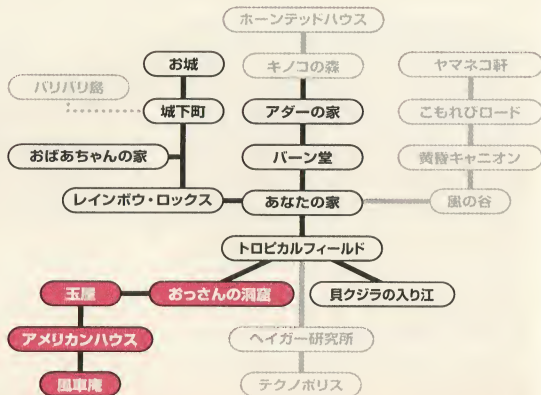 ホーンテッドハウス
お城
キノコの森
ヤマネコ軒
バリバリ島
城下町
アダーの家
こもれびロード
おばあちゃんの家
バーン堂
黄昏キャニオン
レインボウ・ロックス
あなたの家
風の谷
トロピカルフィールド
玉屋
おっさんの洞窟
貝クジラの入り江
アメリカンハウス
ヘイガー研究所
風車庵
テクノポリス